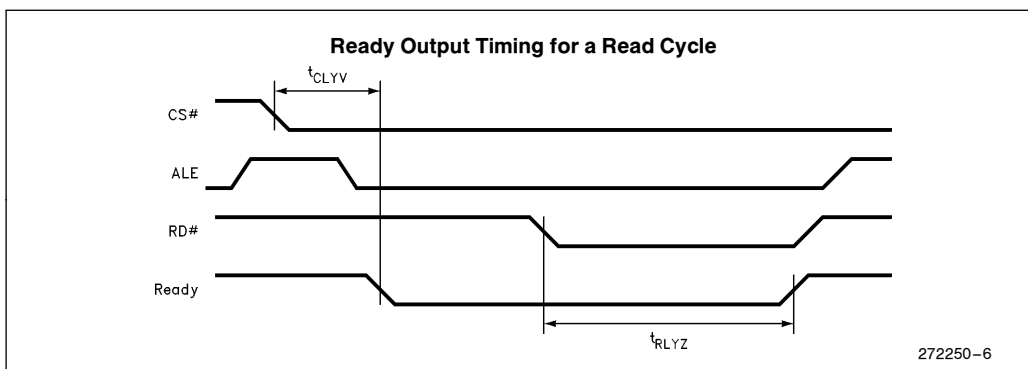 Ready Output Timing for a Read Cycle
tCLYV
CS#
ALE
RD#
Ready
tRLYZ
272250–6